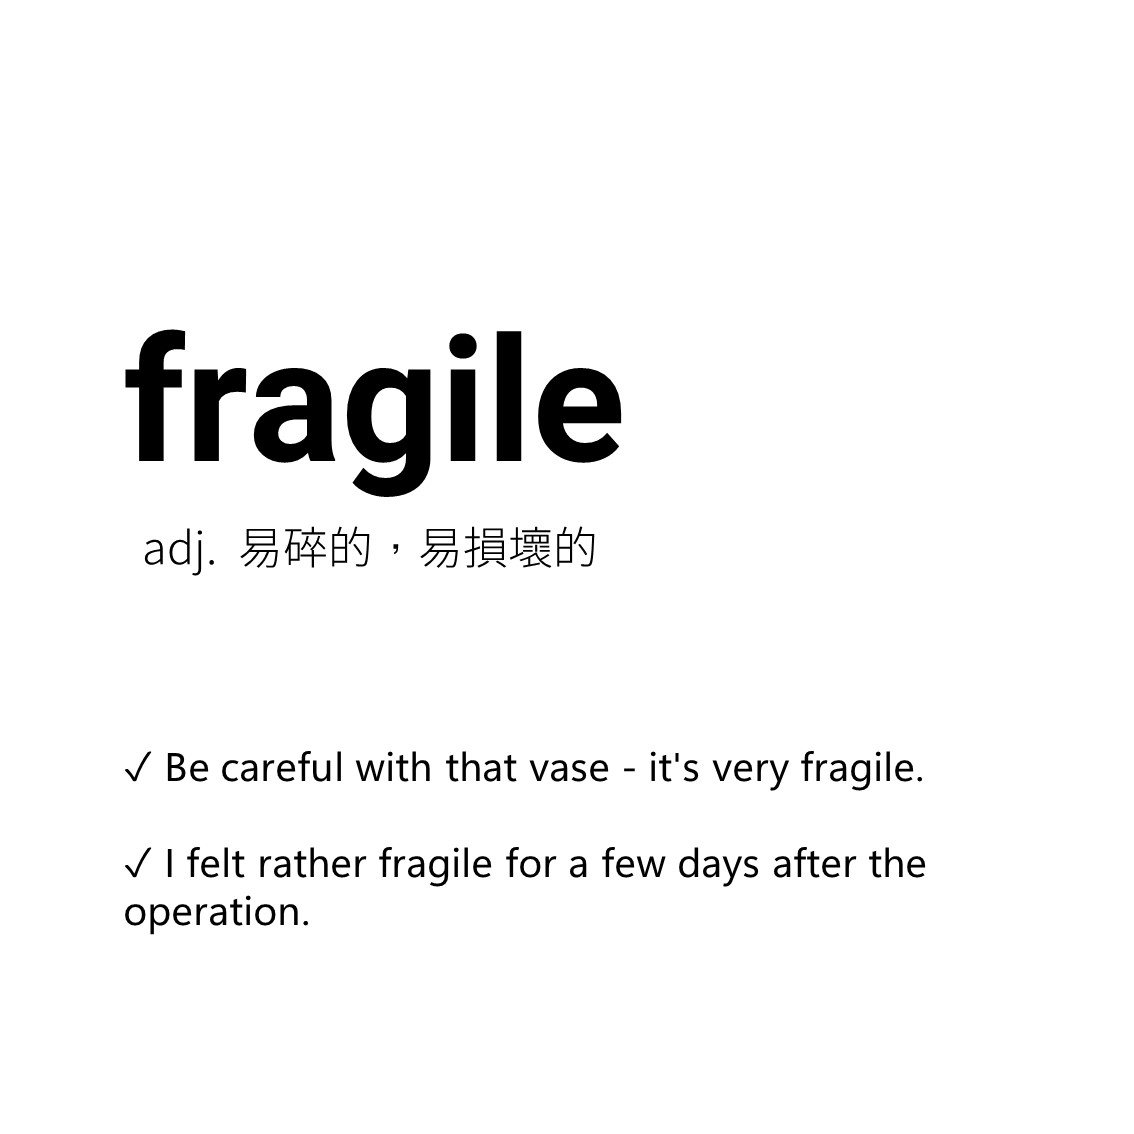 fragile
adj. 易碎的，易損壞的
✓ Be careful with that vase - it's very fragile.
✓ I felt rather fragile for a few days after the
operation.